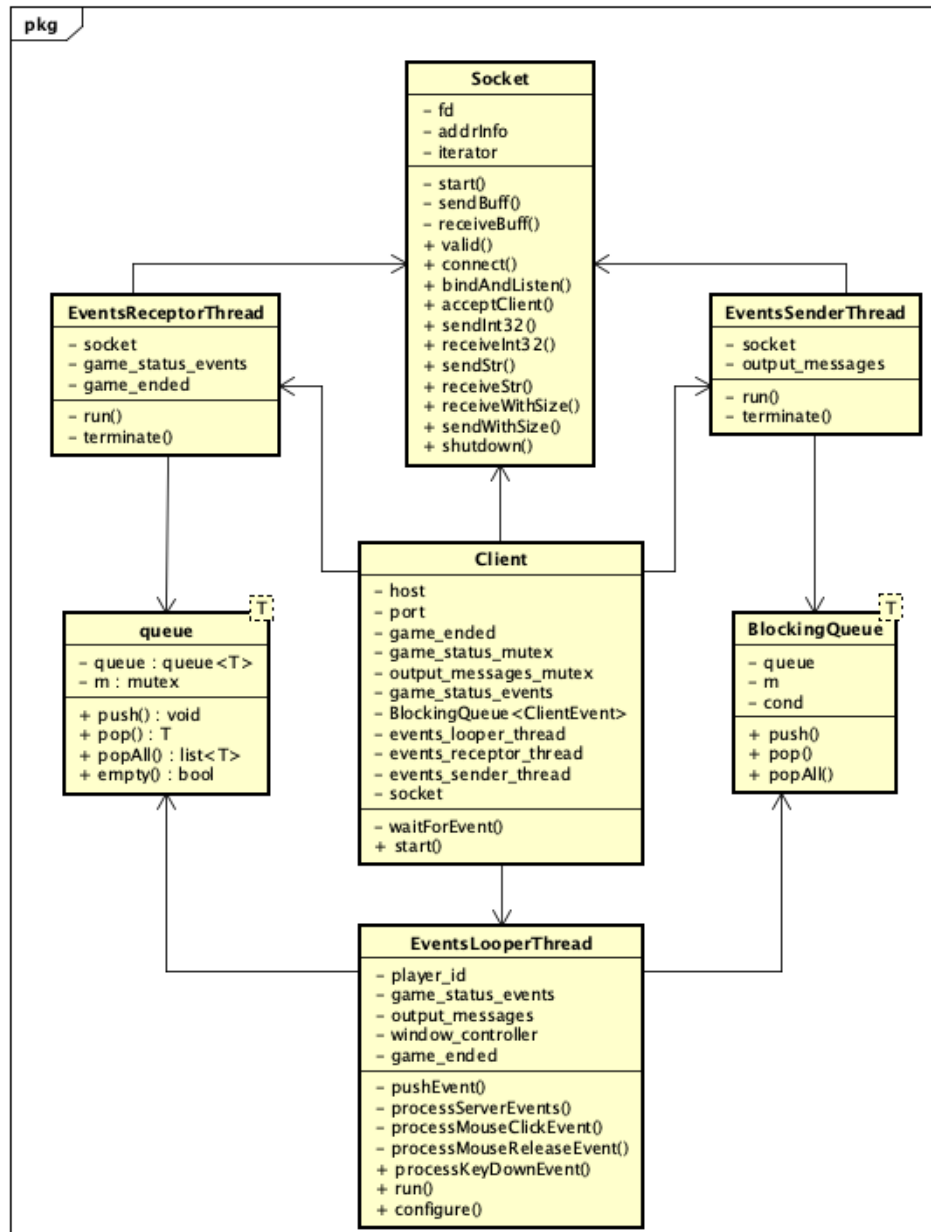 pkg
Socket
- fd
- addrInfo
- iterator
- start()
- sendBuff()
- receiveBuff()
+ valid()
+ connect()
+ bindAndListen()
+ acceptClient()
+ sendInt32()
+ receiveInt32()
+ sendStr()
+ receiveStr()
+ receiveWithSize()
+ sendWithSize()
+ shutdown()
EventsReceptorThread
- socket
- game_status_events
- game_ended
- run()
- terminate()
EventsSenderThread
- socket
- output_messages
- run()
- terminate()
Client
- host
- port
- game_ended
- game_status_mutex
- output_messages_mutex
- game_status_events
- BlockingQueue<ClientEvent>
- events_looper_thread
- events_receptor_thread
- events_sender_thread
- socket
- waitForEvent()
+ start()
T
queue
- queue : queue<T>
- m : mutex
+ push() : void
+ pop() : T
+ popAll() : list<T>
+ empty() : bool
T
BlockingQueue
- queue
- m
- cond
+ push()
+ pop()
+ popAll()
EventsLooperThread
- player_id
- game_status_events
- output_messages
- window_controller
- game_ended
- pushEvent()
- processServerEvents()
- processMouseClickEvent()
- processMouseReleaseEvent()
+ processKeyDownEvent()
+ run()
+ configure()